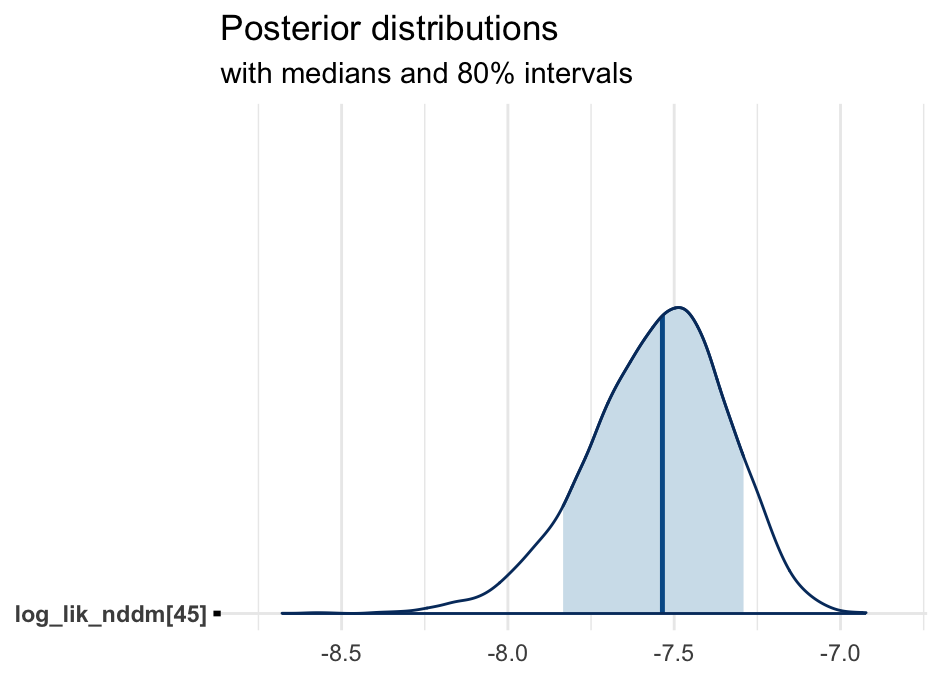 Posterior distributions
with medians and 80% intervals
log_lik_nddm[45]
-8.5 -8.0 -7.5 -7.0